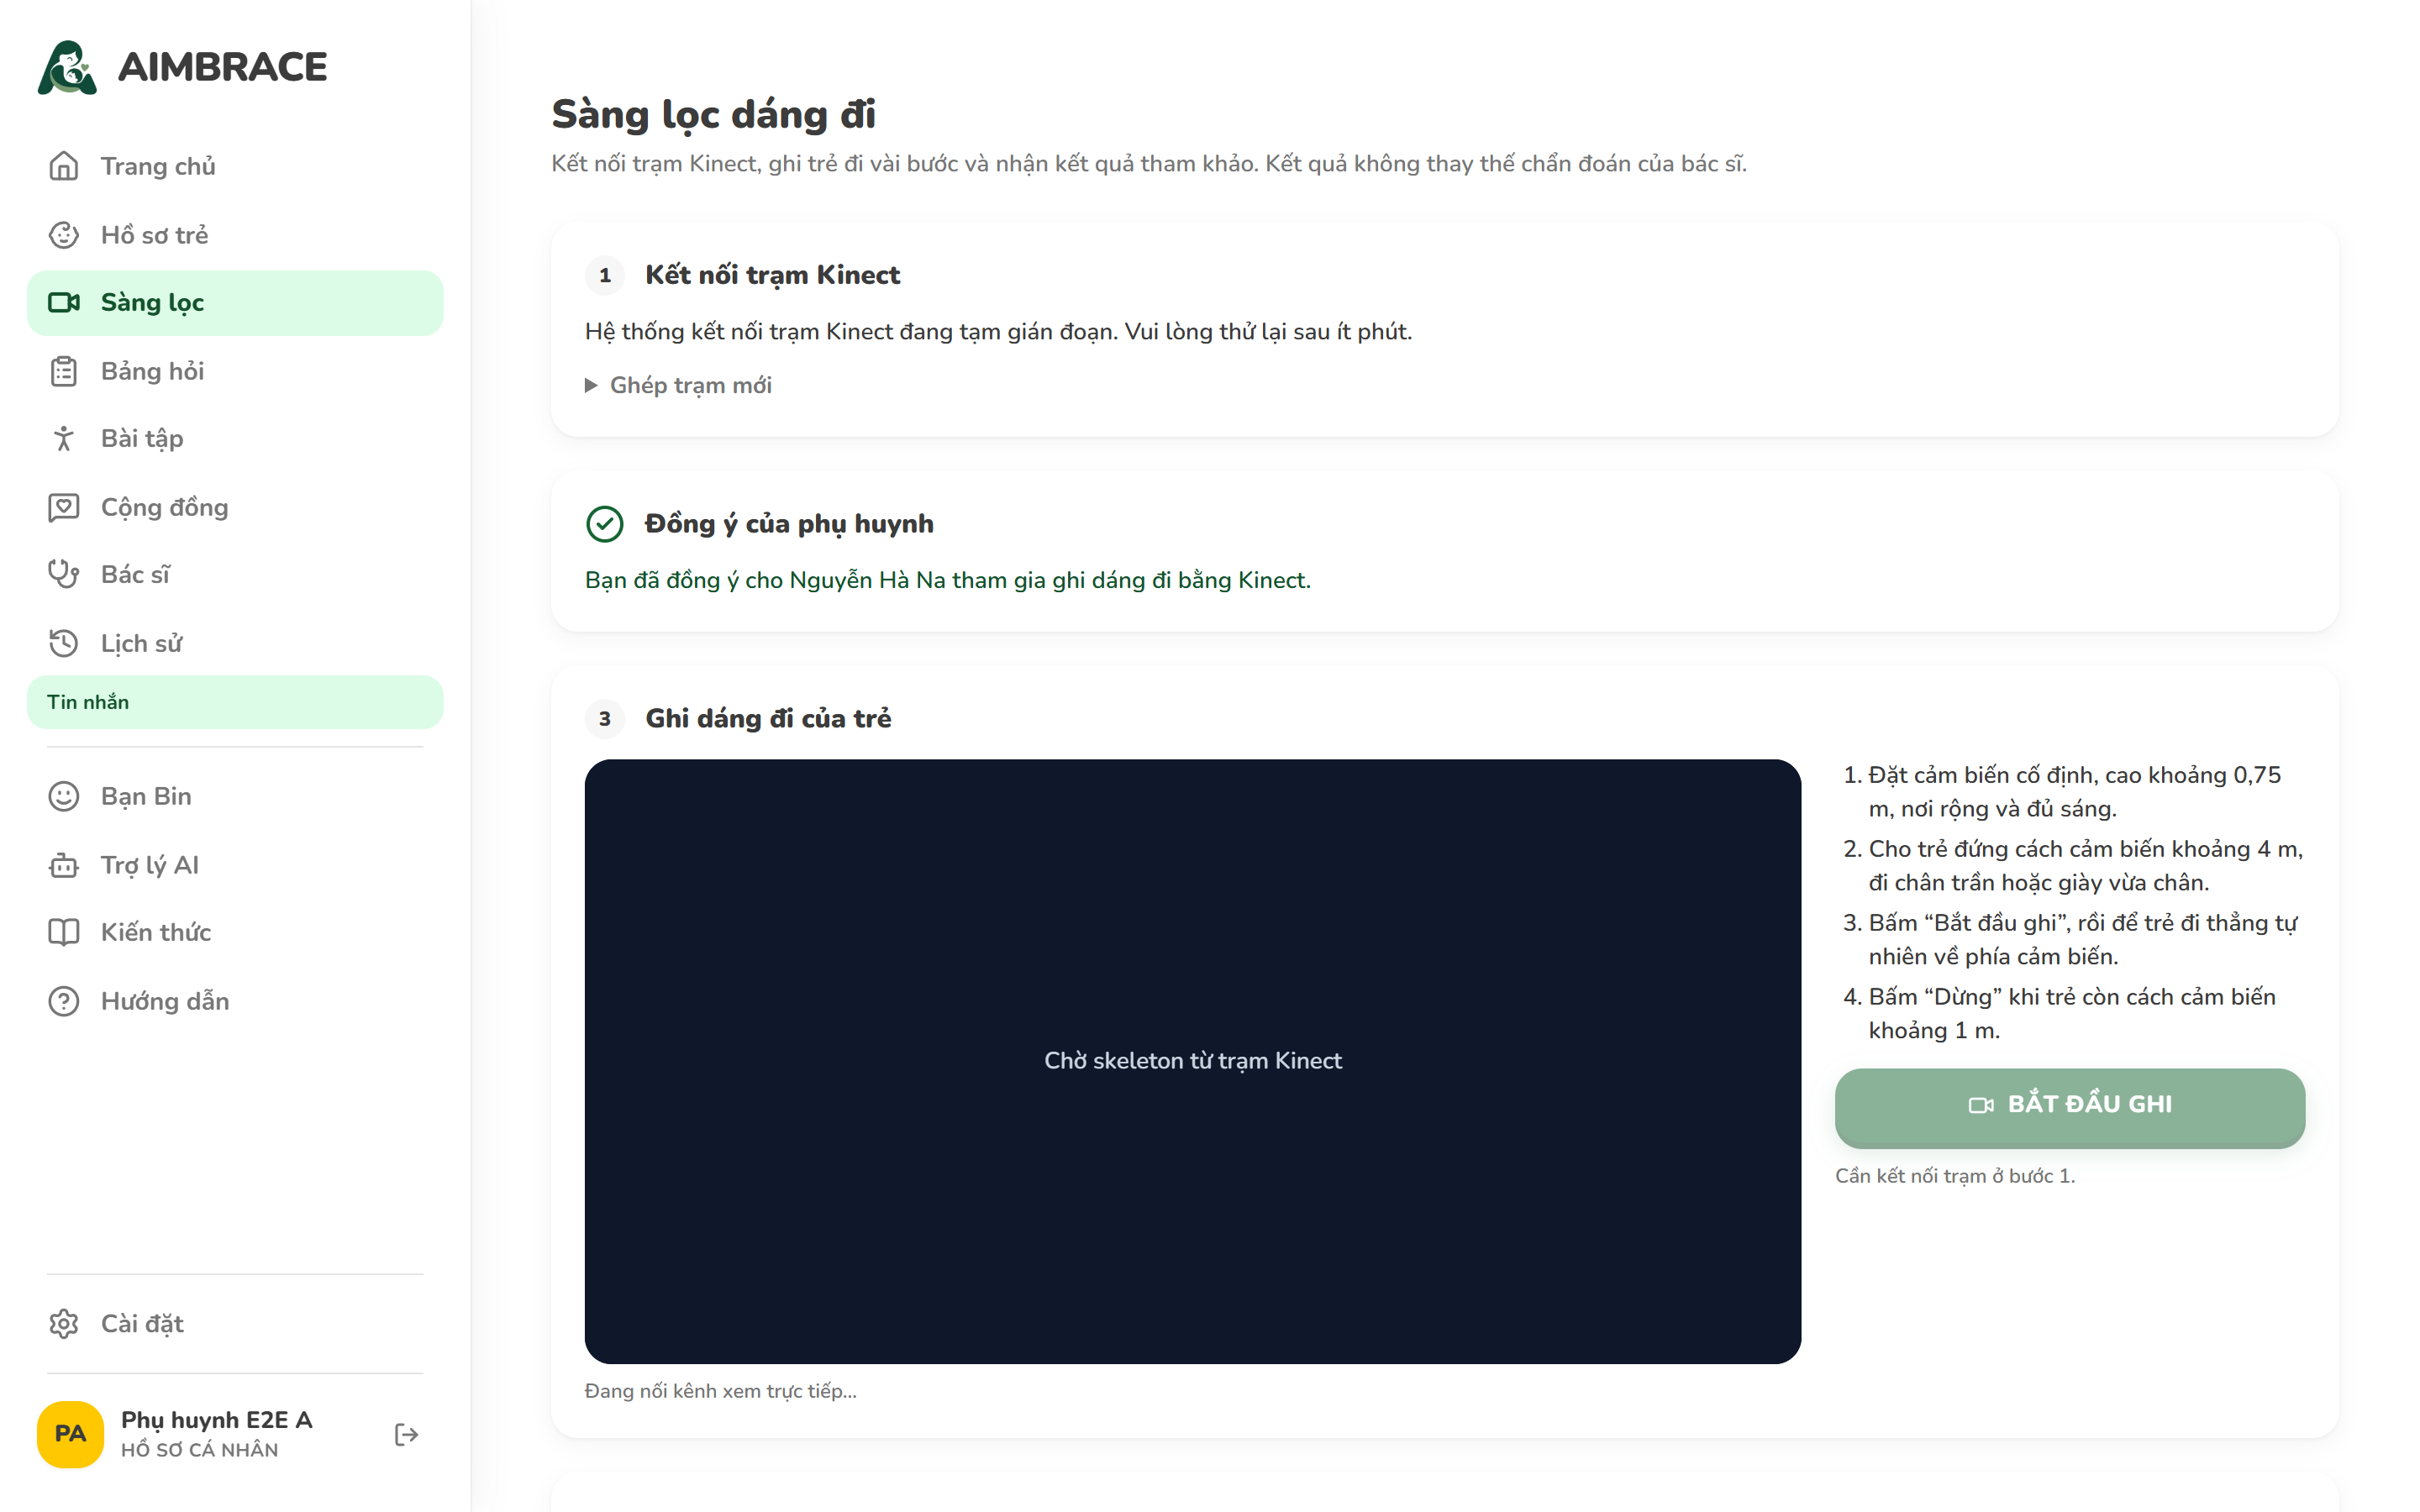 AIMBRACE
Trang chủ
Hồ sơ trẻ
Sàng lọc
Bảng hỏi
Bài tập
Cộng đồng
Bác sĩ
Lịch sử
Tin nhắn
Bạn Bin
Trợ lý AI
Kiến thức
Hướng dẫn
Cài đặt
PA
Phụ huynh E2E A
HỒ SƠ CÁ NHÂN
Sàng lọc dáng đi
Kết nối trạm Kinect, ghi trẻ đi vài bước và nhận kết quả tham khảo. Kết quả không thay thế chẩn đoán của bác sĩ.
1 Kết nối trạm Kinect
Hệ thống kết nối trạm Kinect đang tạm gián đoạn. Vui lòng thử lại sau ít phút.
Ghép trạm mới
Đồng ý của phụ huynh
Bạn đã đồng ý cho Nguyễn Hà Na tham gia ghi dáng đi bằng Kinect.
3 Ghi dáng đi của trẻ
Chờ skeleton từ trạm Kinect
Đang nối kênh xem trực tiếp...
1. Đặt cảm biến cố định, cao khoảng 0,75
m, nơi rộng và đủ sáng.
2. Cho trẻ đứng cách cảm biến khoảng 4 m,
đi chân trần hoặc giày vừa chân.
3. Bấm “Bắt đầu ghi”, rồi để trẻ đi thẳng tự
nhiên về phía cảm biến.
4. Bấm “Dừng” khi trẻ còn cách cảm biến
khoảng 1 m.
BẮT ĐẦU GHI
Cần kết nối trạm ở bước 1.